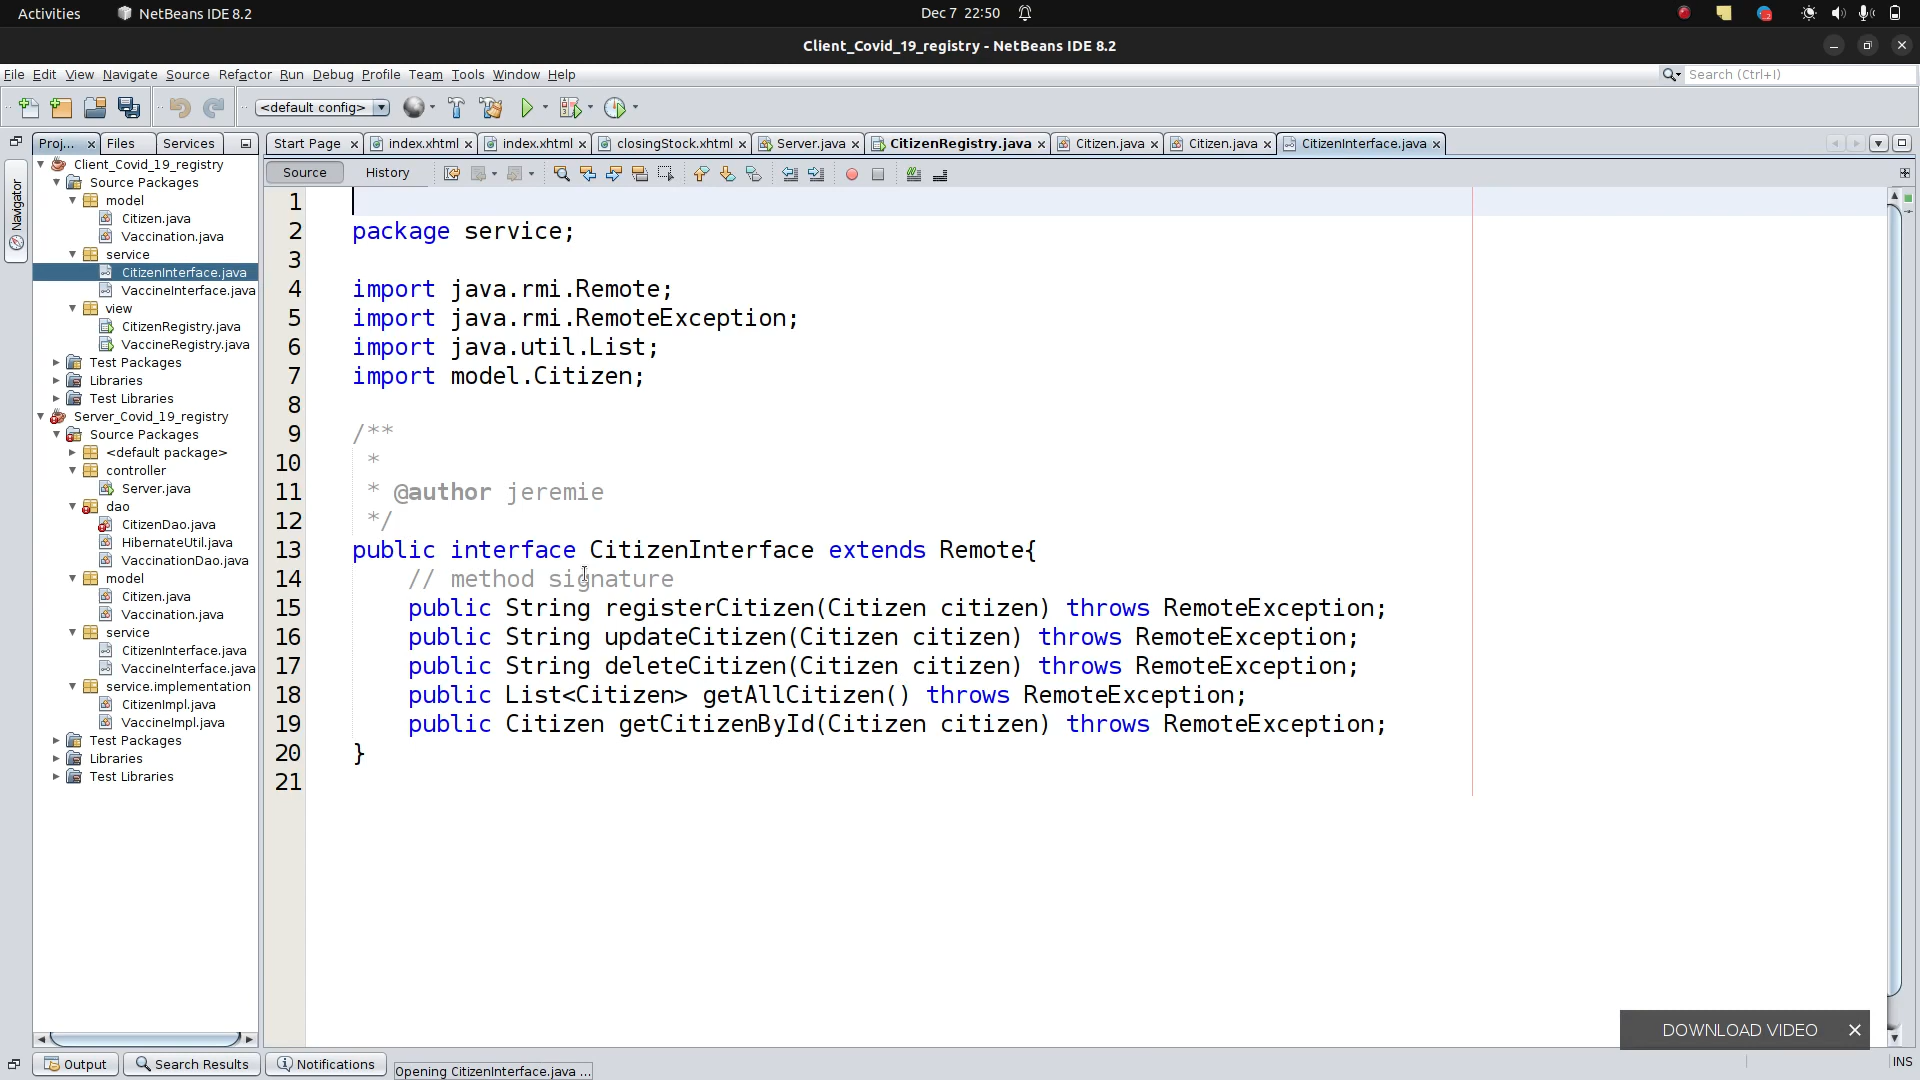 Activities NetBeans IDE 8.2 Dec 7 22:50
Client_Covid_19_registry - NetBeans IDE 8.2
File Edit View Navigate Source Refactor Run Debug Profile Team Tools Window Help Search (Ctrl+I)
<default config>
Proj... Files Services
Start Page index.xhtml index.xhtml closingStock.xhtml Server.java CitizenRegistry.java Citizen.java Citizen.java CitizenInterface.java
Source History
Navigator
Client_Covid_19_registry
Source Packages
model
Citizen.java
Vaccination.java
service
CitizenInterface.java
VaccineInterface.java
view
CitizenRegistry.java
VaccineRegistry.java
Test Packages
Libraries
Test Libraries
Server_Covid_19_registry
Source Packages
<default package>
controller
Server.java
dao
CitizenDao.java
HibernateUtil.java
VaccinationDao.java
model
Citizen.java
Vaccination.java
service
CitizenInterface.java
VaccineInterface.java
service.implementation
CitizenImpl.java
VaccineImpl.java
Test Packages
Libraries
Test Libraries
1
2 package service;
3
4 import java.rmi.Remote;
5 import java.rmi.RemoteException;
6 import java.util.List;
7 import model.Citizen;
8
9 /**
10 *
11 * @author jeremie
12 */
13 public interface CitizenInterface extends Remote{
14 // method signature
15 public String registerCitizen(Citizen citizen) throws RemoteException;
16 public String updateCitizen(Citizen citizen) throws RemoteException;
17 public String deleteCitizen(Citizen citizen) throws RemoteException;
18 public List<Citizen> getAllCitizen() throws RemoteException;
19 public Citizen getCitizenById(Citizen citizen) throws RemoteException;
20 }
21
DOWNLOAD VIDEO
Output Search Results Notifications Opening CitizenInterface.java ... INS